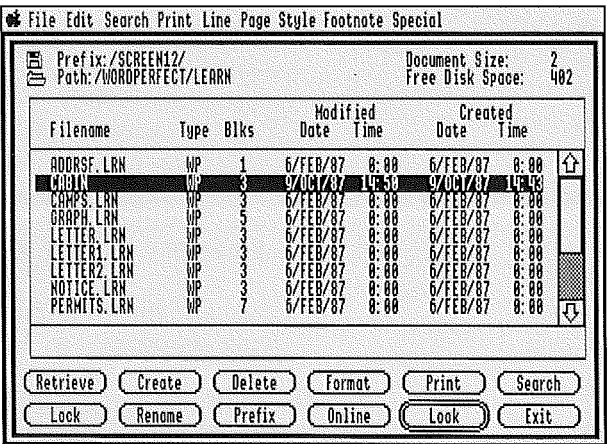 File Edit Search Print Line Page Style Footnote Special
Prefix:/SCREEN12/ Document Size: 2
Path:/WORDPERFECT/LEARN Free Disk Space: 402
Modified Created
Filename Type Blks Date Time Date Time
ADDRSF.LRN WP 1 6/FEB/87 0:00 6/FEB/87 0:00
CABIN WP 3 9/OCT/87 14:50 9/OCT/87 14:43
CAMPS.LRN WP 3 6/FEB/87 0:00 6/FEB/87 0:00
GRAPH.LRN WP 5 6/FEB/87 0:00 6/FEB/87 0:00
LETTER.LRN WP 3 6/FEB/87 0:00 6/FEB/87 0:00
LETTER1.LRN WP 3 6/FEB/87 0:00 6/FEB/87 0:00
LETTER2.LRN WP 3 6/FEB/87 0:00 6/FEB/87 0:00
NOTICE.LRN WP 3 6/FEB/87 0:00 6/FEB/87 0:00
PERMITS.LRN WP 7 6/FEB/87 0:00 6/FEB/87 0:00
Retrieve Create Delete Format Print Search
Lock Rename Prefix Online Look Exit